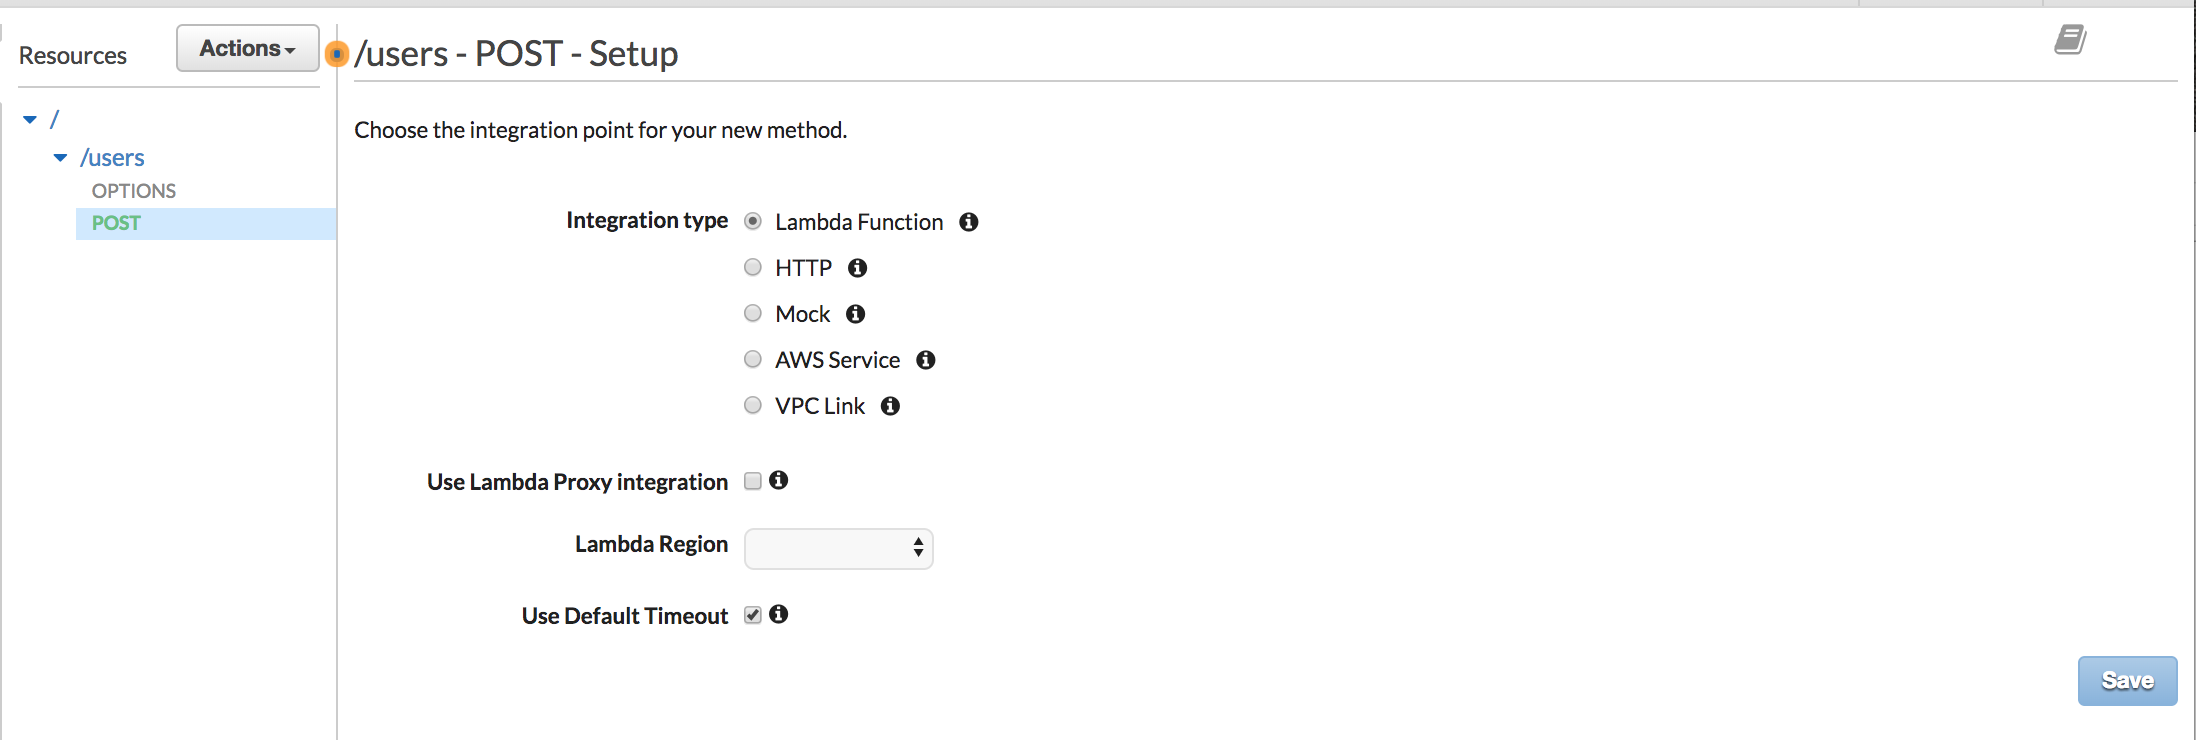 Resources
Actions
/users - POST - Setup
/
/users
OPTIONS
POST
Choose the integration point for your new method.
Integration type
Lambda Function
HTTP
Mock
AWS Service
VPC Link
Use Lambda Proxy integration
Lambda Region
Use Default Timeout
Save